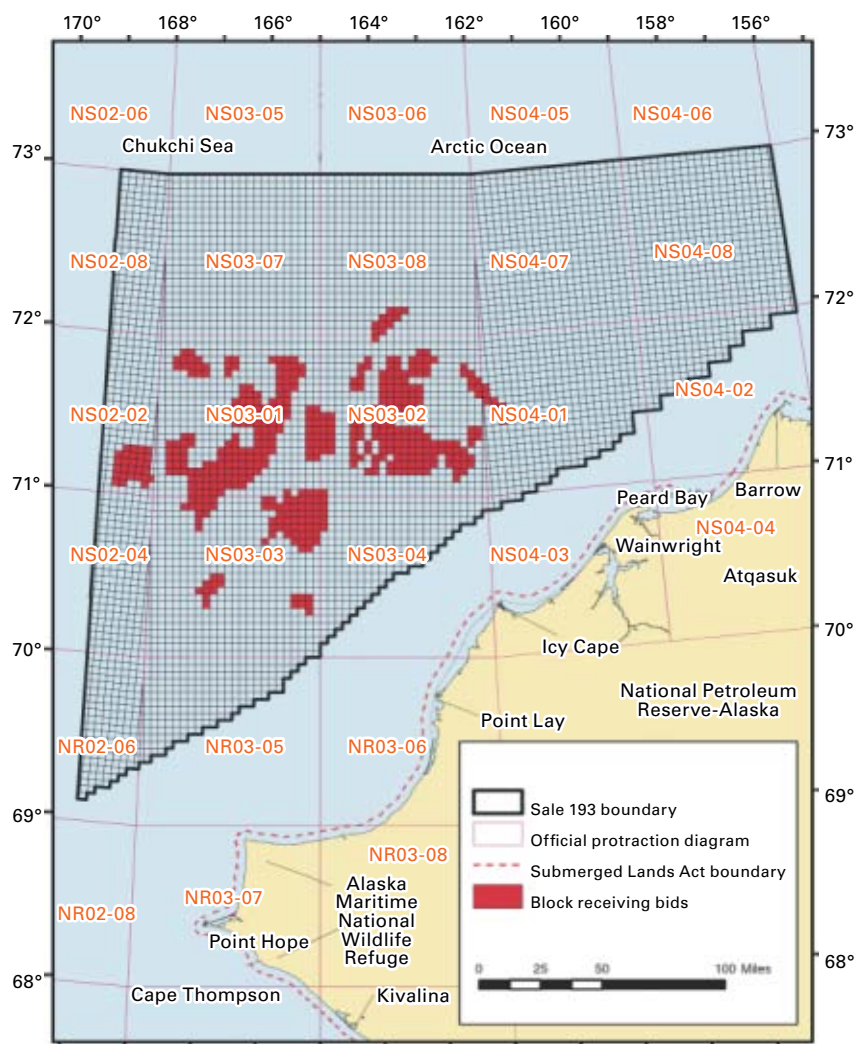 170° 168° 166° 164° 162° 160° 158° 156°
NS02-06 NS03-05 NS03-06 NS04-05 NS04-06
73° 73°
Chukchi Sea Arctic Ocean
NS02-08 NS03-07 NS03-08 NS04-07 NS04-08
72° 72°
NS02-02 NS03-01 NS03-02 NS04-01 NS04-02
71° 71°
Peard Bay Barrow
NS04-04
NS02-04 NS03-03 NS03-04 NS04-03 Wainwright
Atqasuk
70° 70°
Icy Cape
National Petroleum
Reserve-Alaska
Point Lay
NR02-06 NR03-05 NR03-06
69° 69°
Sale 193 boundary
Official protraction diagram
Submerged Lands Act boundary
Block receiving bids
0 25 50 100 Miles
NR03-08
Alaska
Maritime
National
Wildlife
Refuge
NR02-08 NR03-07
Point Hope
68° 68°
Cape Thompson Kivalina